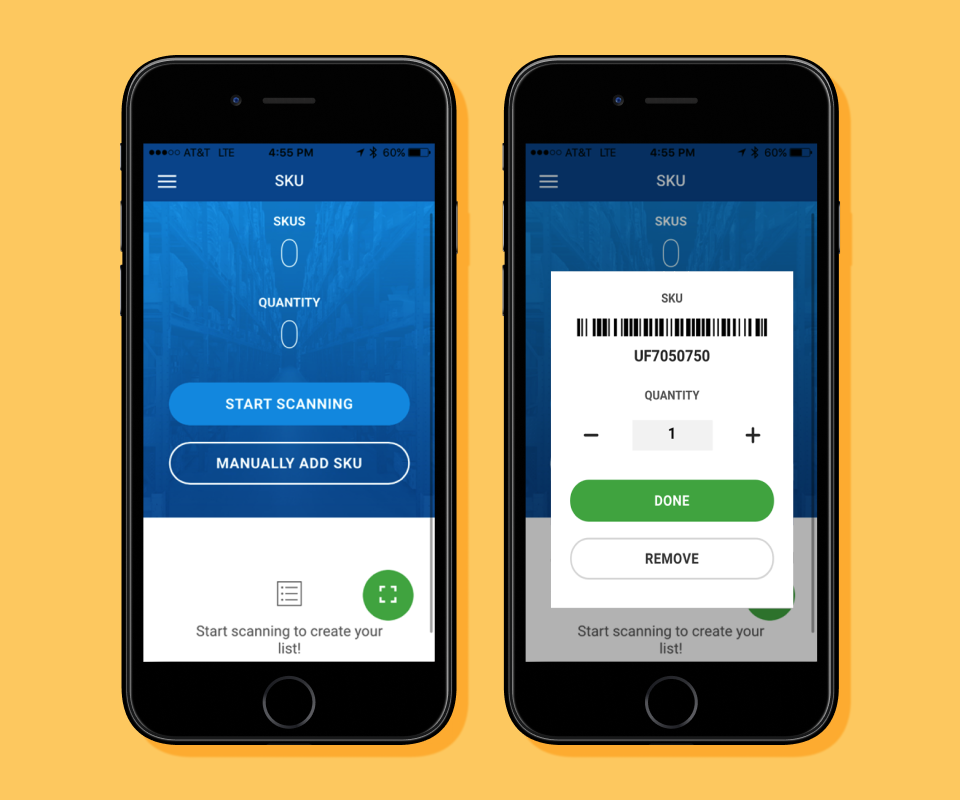 AT&T LTE 4:55 PM 60%
SKU
SKUS
0
QUANTITY
0
START SCANNING
MANUALLY ADD SKU
Start scanning to create your
list!
AT&T LTE 4:55 PM 60%
SKU
SKUS
0
SKU
UF7050750
QUANTITY
1
DONE
REMOVE
Start scanning to create your
list!